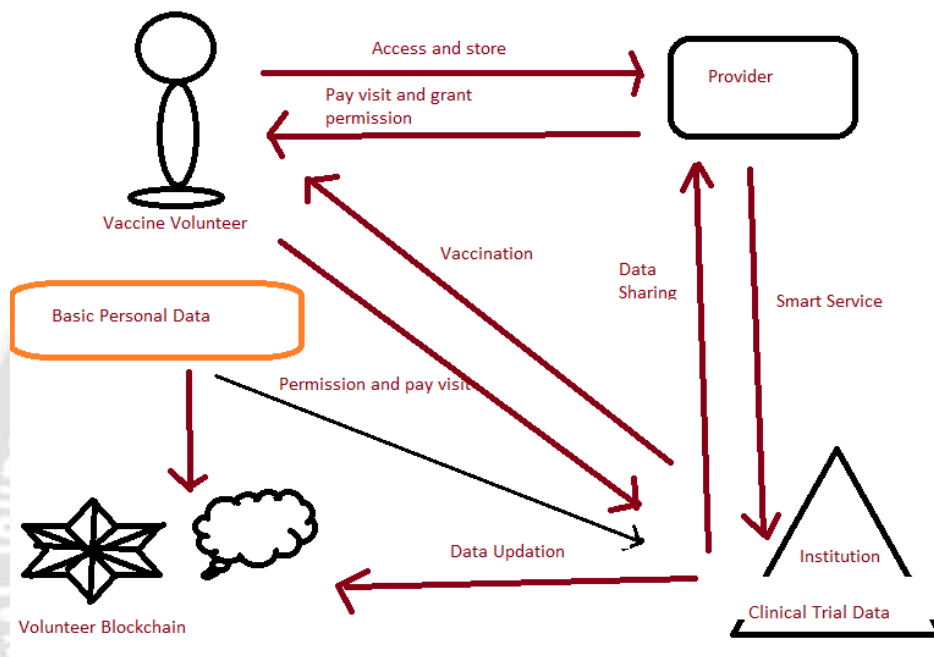 Access and store
Provider
Pay visit and grant
permission
Vaccine Volunteer
Vaccination
Data
Sharing
Smart Service
Basic Personal Data
Permission and pay visit
Data Updation
Institution
Clinical Trial Data
Volunteer Blockchain